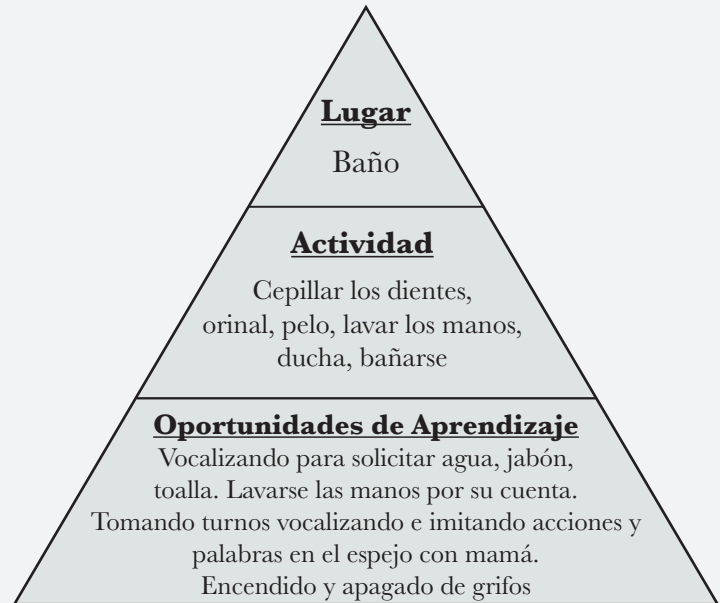 Lugar
Baño
Actividad
Cepillar los dientes,
orinal, pelo, lavar los manos,
ducha, bañarse
Oportunidades de Aprendizaje
Vocalizando para solicitar agua, jabón,
toalla. Lavarse las manos por su cuenta.
Tomando turnos vocalizando e imitando acciones y
palabras en el espejo con mamá.
Encendido y apagado de grifos